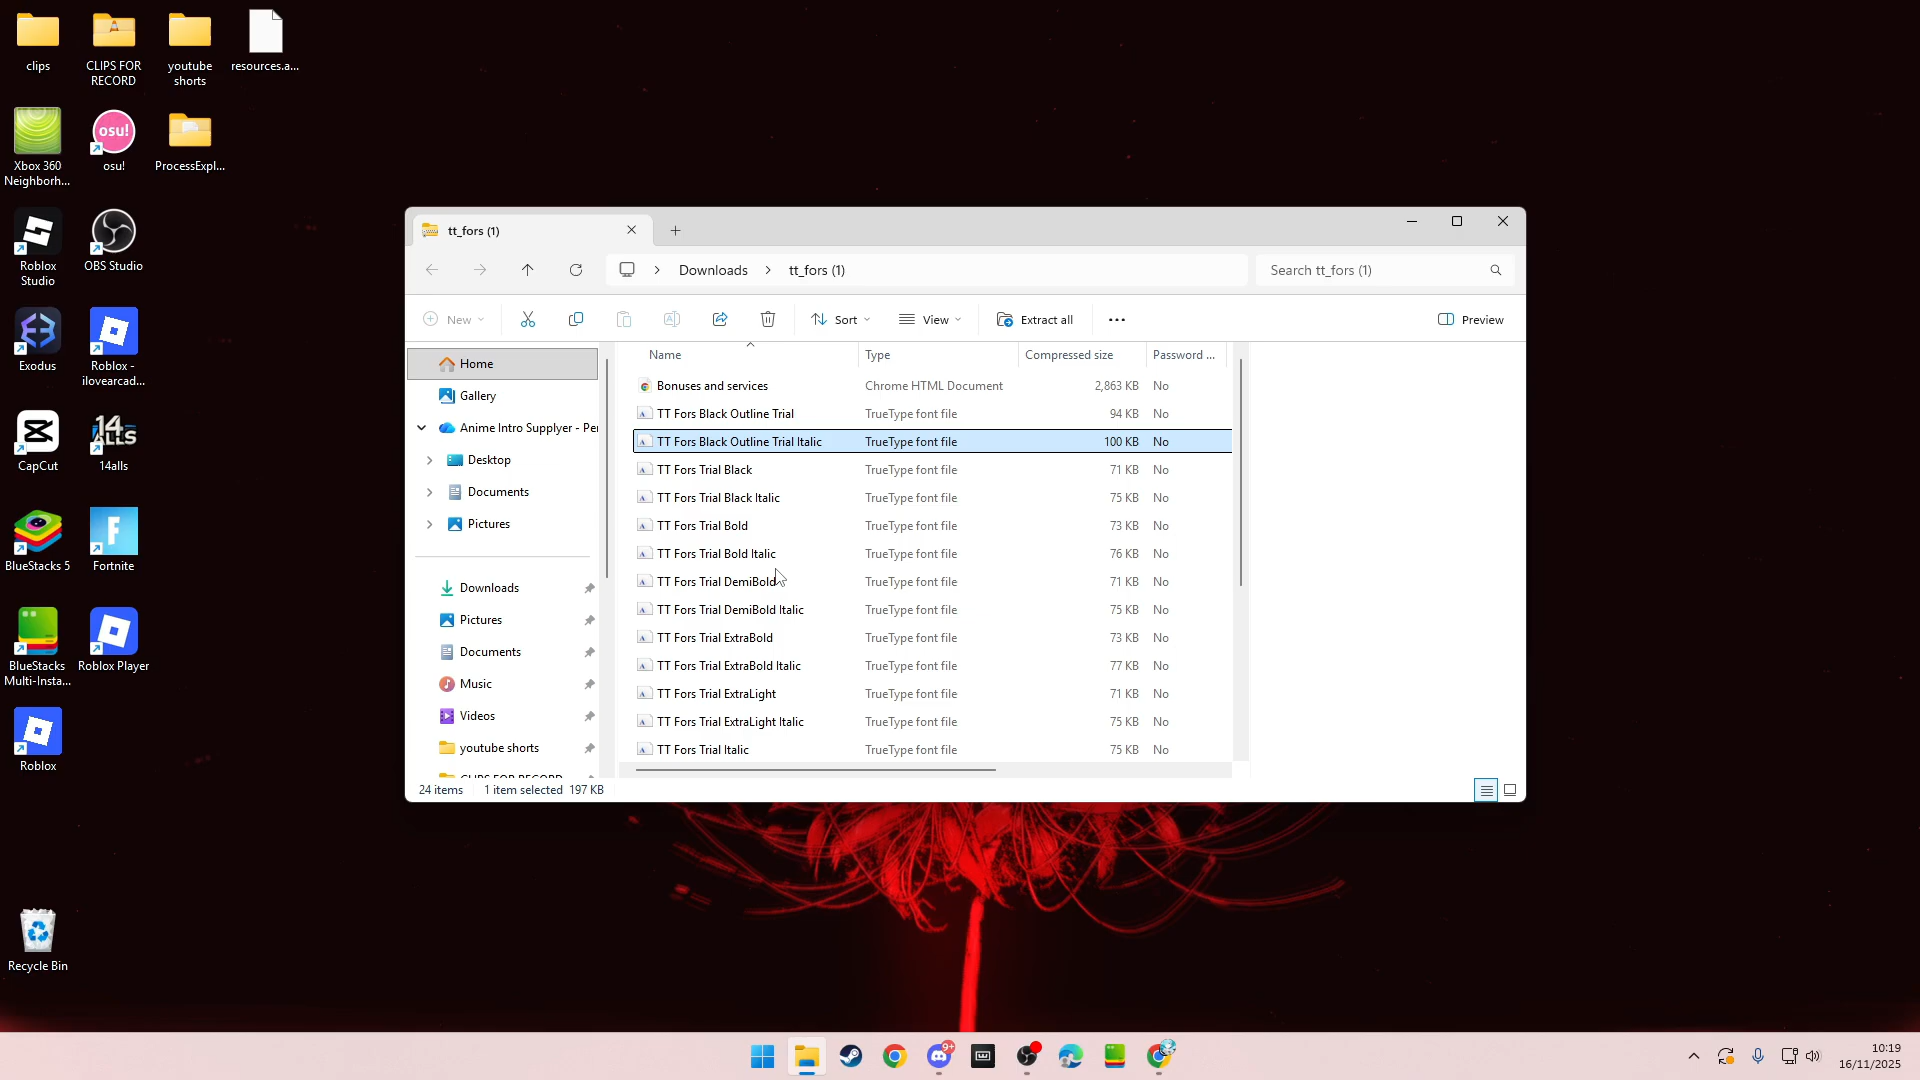 clips
CLIPS FOR
RECORD
youtube
shorts
resources.a...
Xbox 360
Neighborh...
osu!
osu!
ProcessExpl...
Roblox
Studio
OBS Studio
Exodus
Roblox -
ilovearcad...
CapCut
14
ALLS
14alls
BlueStacks 5
Fortnite
BlueStacks
Multi-Insta...
Roblox Player
Roblox
Recycle Bin
tt_fors (1)
Downloads
tt_fors (1)
Search tt_fors (1)
New
Sort
View
Extract all
Preview
Home
Gallery
Anime Intro Supplyer - Per
Desktop
Documents
Pictures
Downloads
Pictures
Documents
Music
Videos
youtube shorts
CLIPS FOR RECORD
Name Type Compressed size Password ...
Bonuses and services Chrome HTML Document 2,863 KB No
TT Fors Black Outline Trial TrueType font file 94 KB No
TT Fors Black Outline Trial Italic TrueType font file 100 KB No
TT Fors Trial Black TrueType font file 71 KB No
TT Fors Trial Black Italic TrueType font file 75 KB No
TT Fors Trial Bold TrueType font file 73 KB No
TT Fors Trial Bold Italic TrueType font file 76 KB No
TT Fors Trial DemiBold TrueType font file 71 KB No
TT Fors Trial DemiBold Italic TrueType font file 75 KB No
TT Fors Trial ExtraBold TrueType font file 73 KB No
TT Fors Trial ExtraBold Italic TrueType font file 77 KB No
TT Fors Trial ExtraLight TrueType font file 71 KB No
TT Fors Trial ExtraLight Italic TrueType font file 75 KB No
TT Fors Trial Italic TrueType font file 75 KB No
24 items 1 item selected 197 KB
9+
10:19
16/11/2025